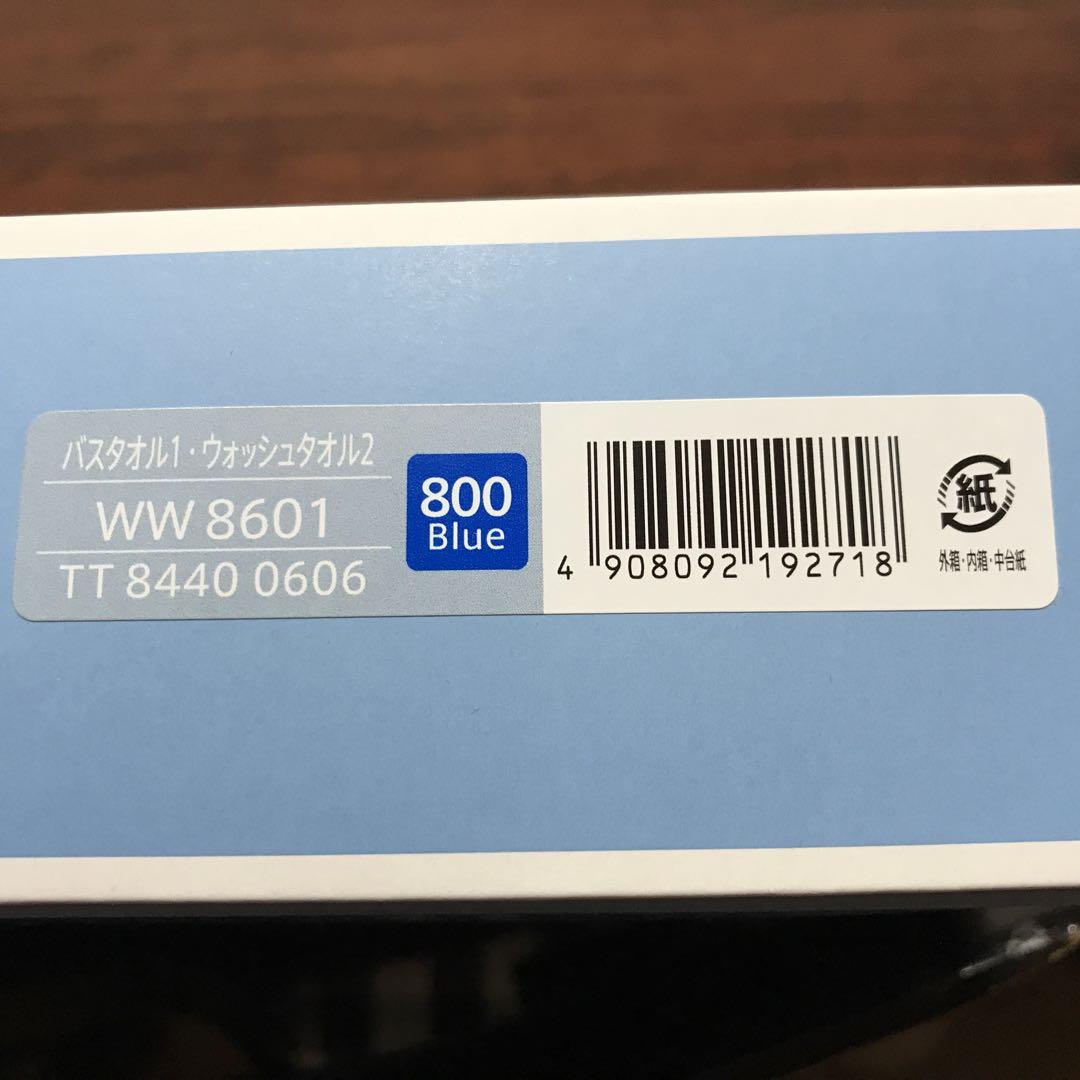 バスタオル1・ウォッシュタオル2
WW 8601
TT 8440 0606
800
Blue
4 908092 192718
紙
外箱・内箱・中台紙